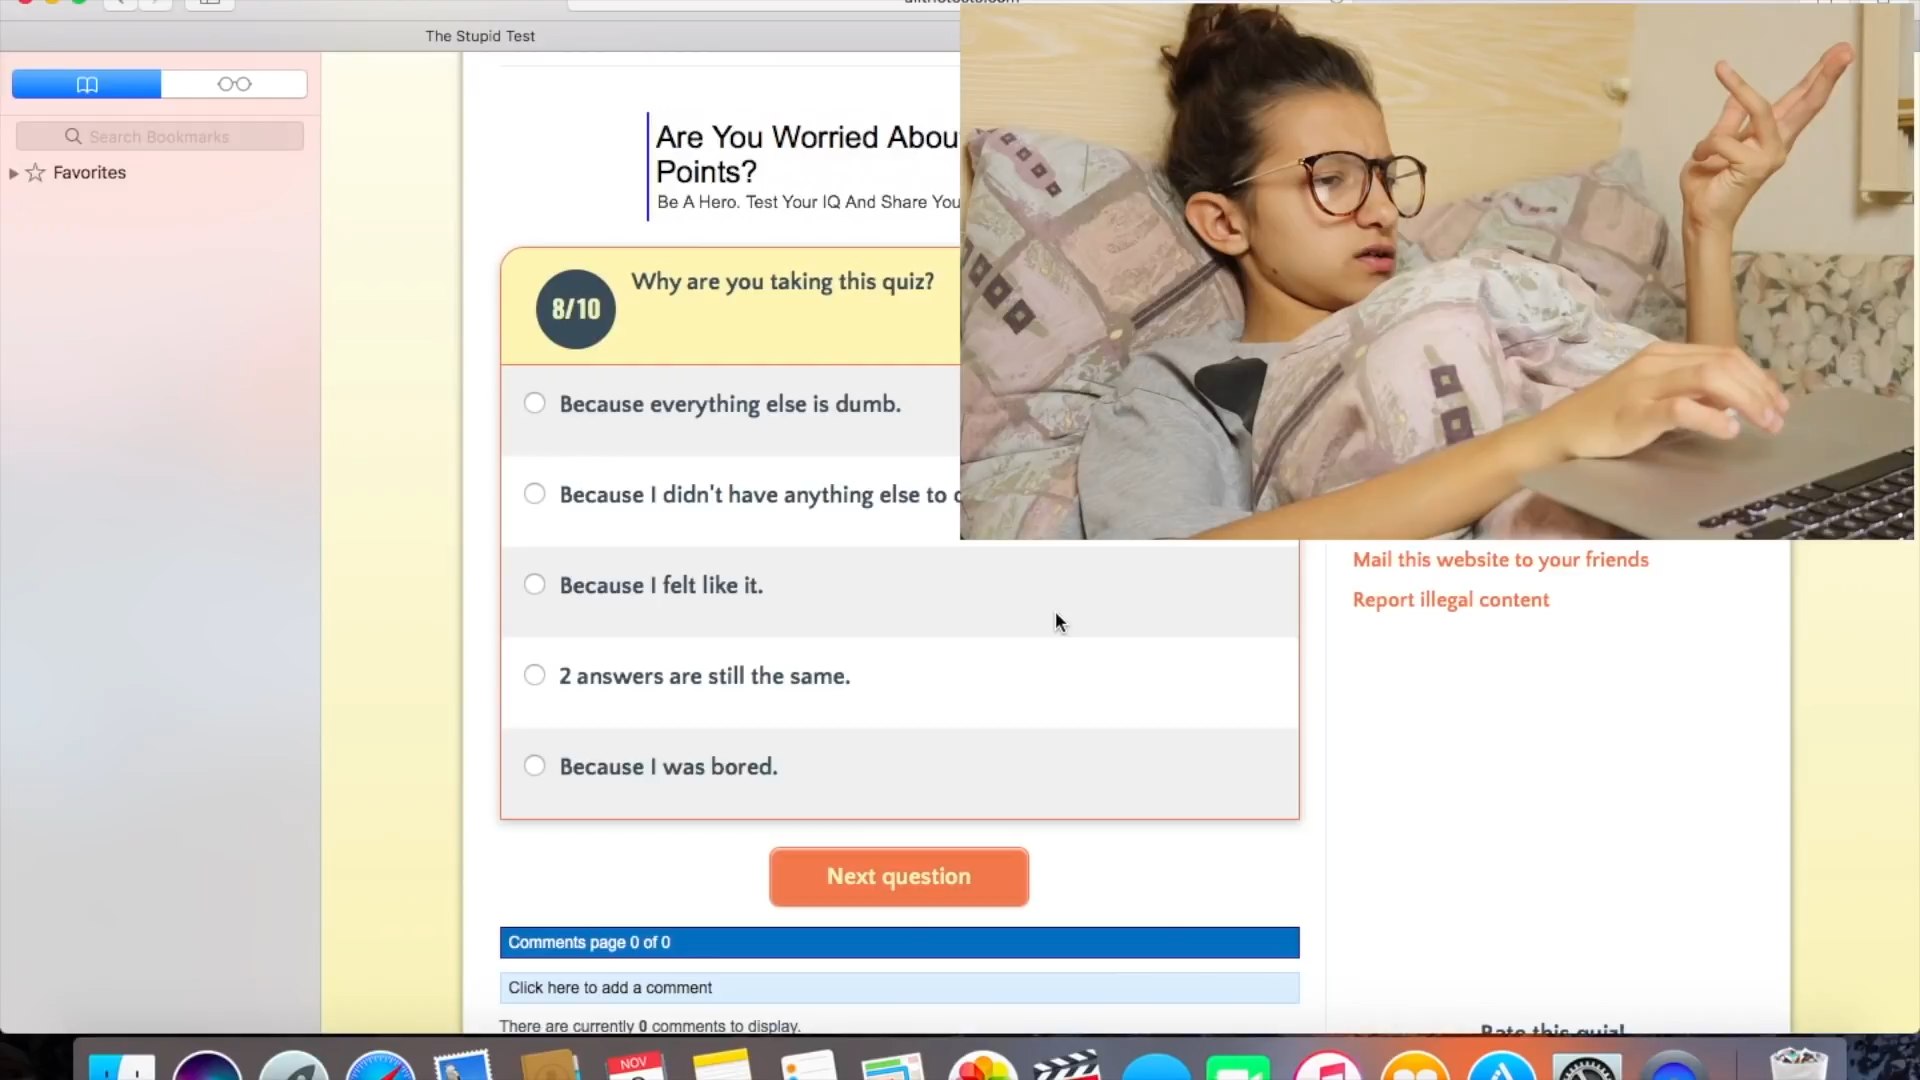 The Stupid Test
Search Bookmarks
Favorites
Are You Worried Abou
Points?
Be A Hero. Test Your IQ And Share You
8/10
Why are you taking this quiz?
Because everything else is dumb.
Because I didn't have anything else to
Because I felt like it.
2 answers are still the same.
Because I was bored.
Next question
Mail this website to your friends
Report illegal content
Comments page 0 of 0
Click here to add a comment
There are currently 0 comments to display.
Rate this quiz!
NOV